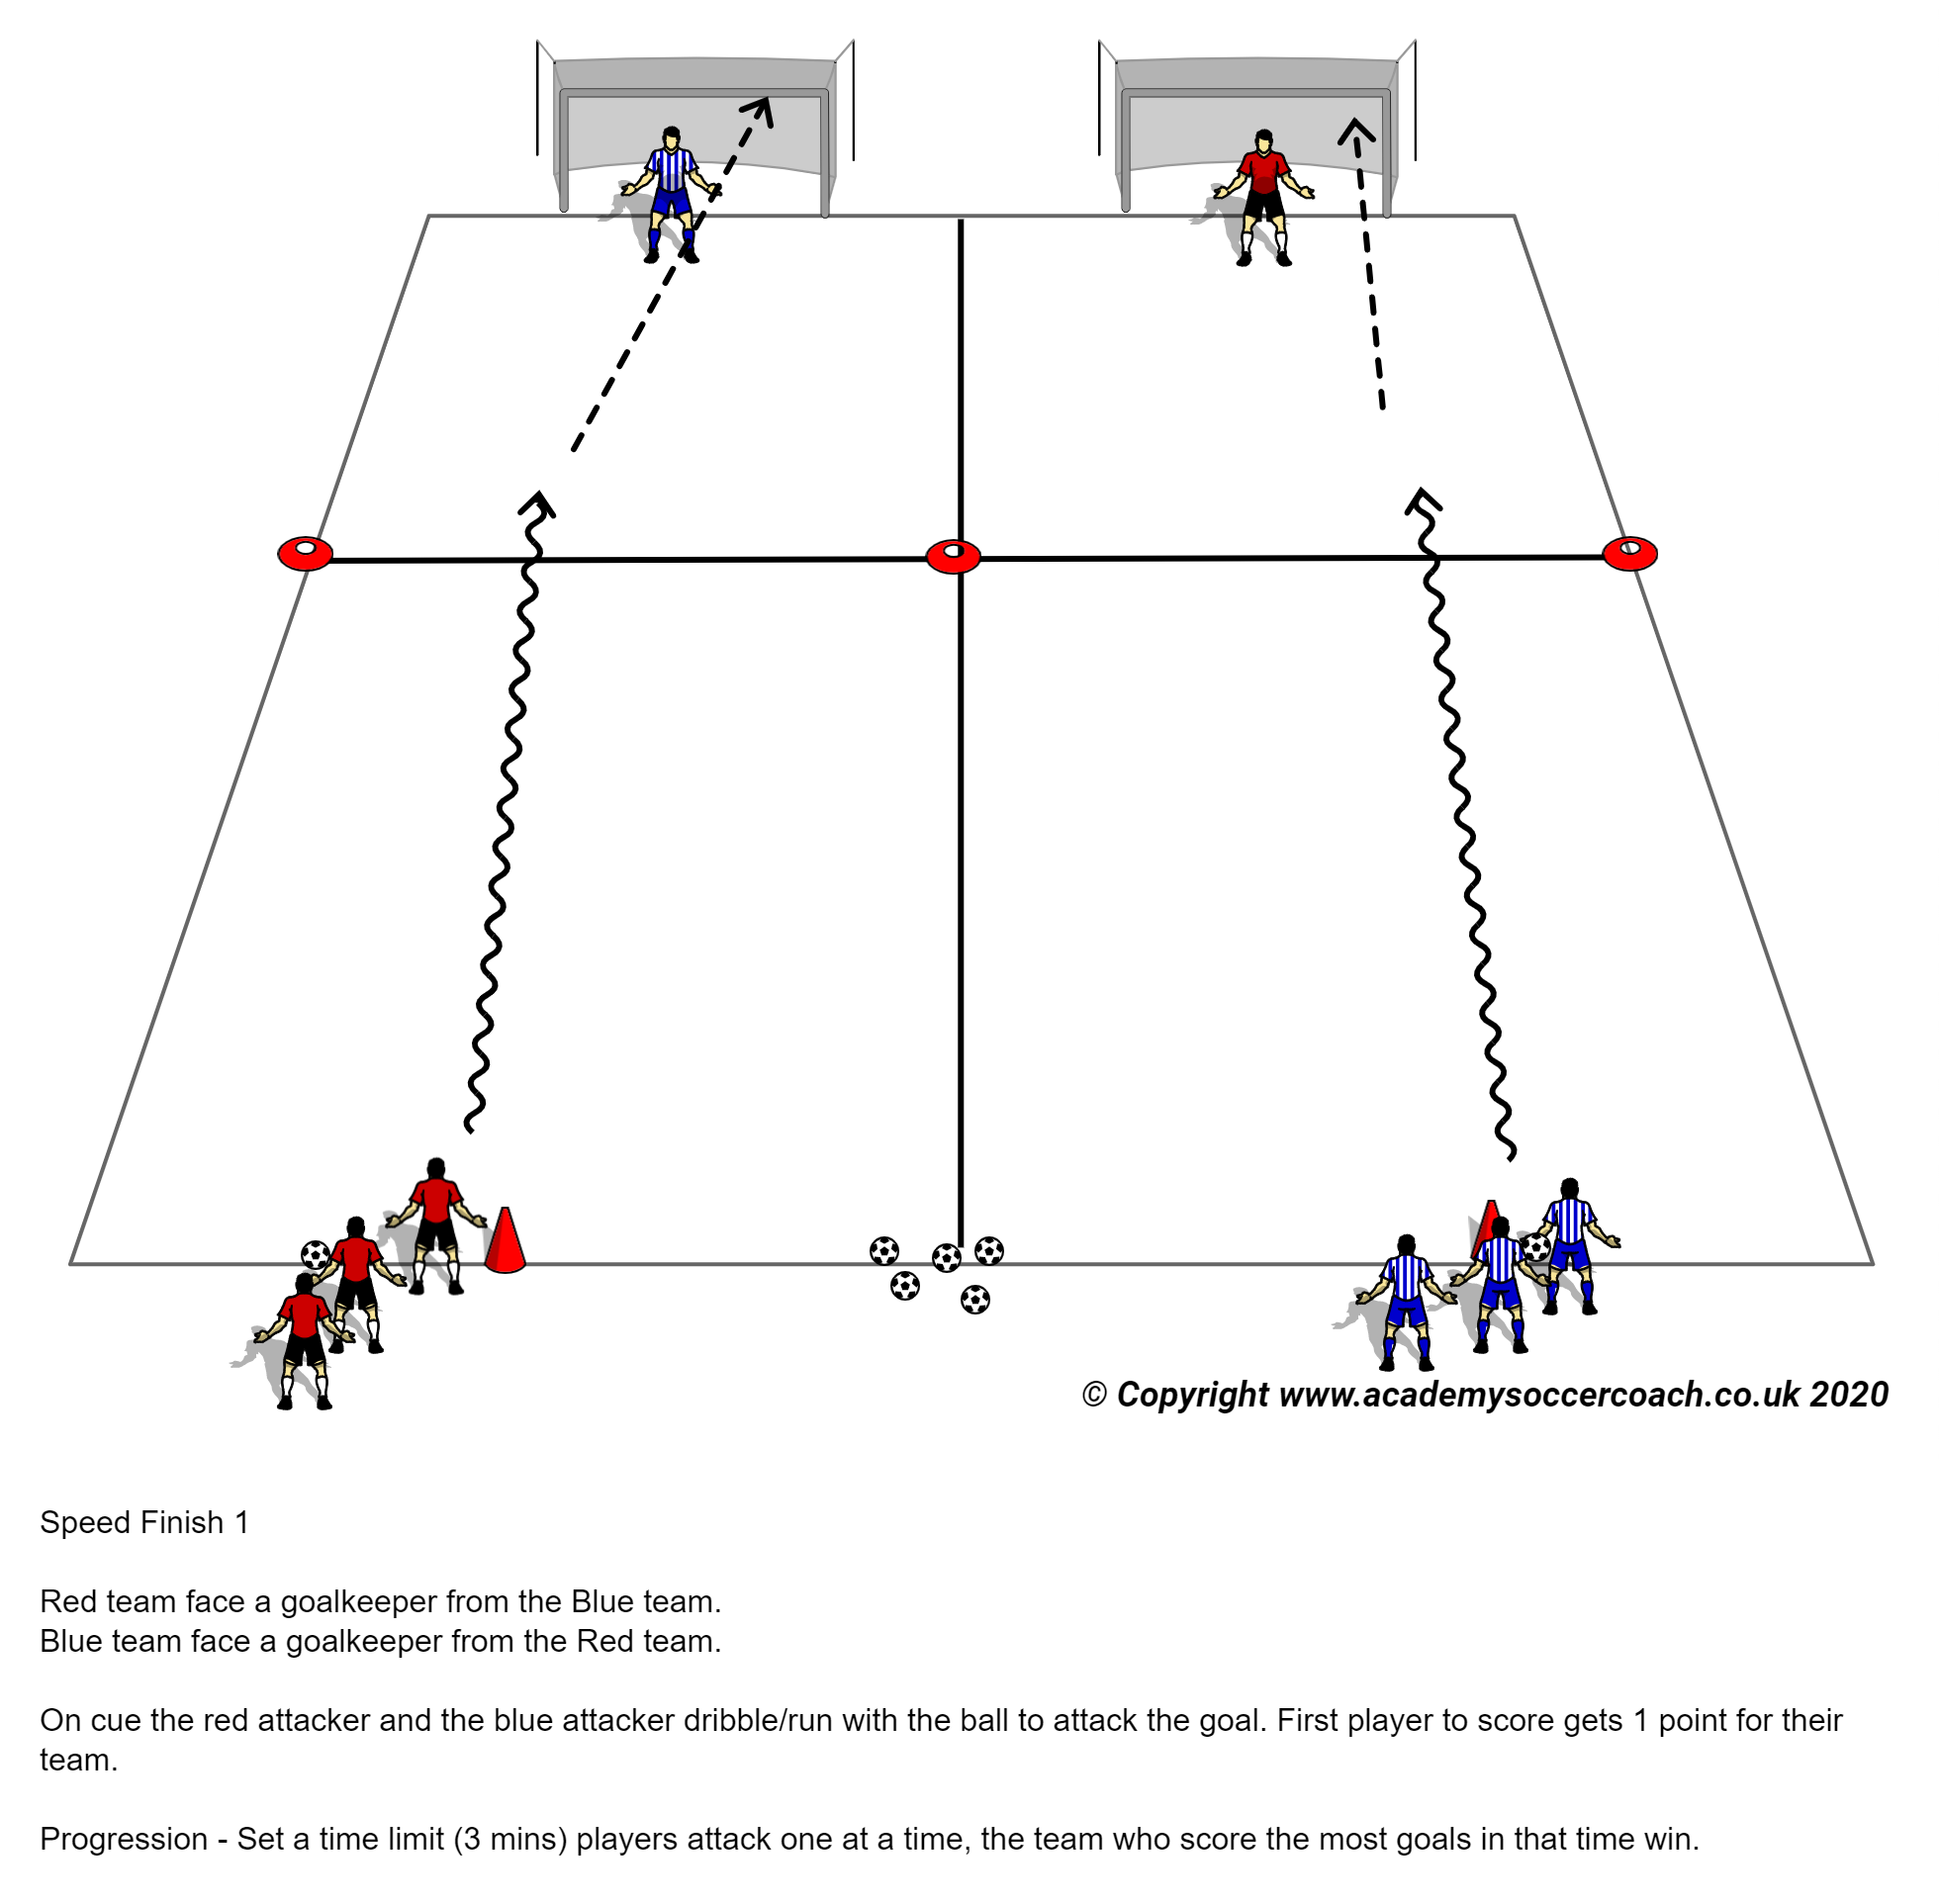 © Copyright www.academysoccercoach.co.uk 2020
Speed Finish 1
Red team face a goalkeeper from the Blue team.
Blue team face a goalkeeper from the Red team.
On cue the red attacker and the blue attacker dribble/run with the ball to attack the goal. First player to score gets 1 point for their
team.
Progression - Set a time limit (3 mins) players attack one at a time, the team who score the most goals in that time win.